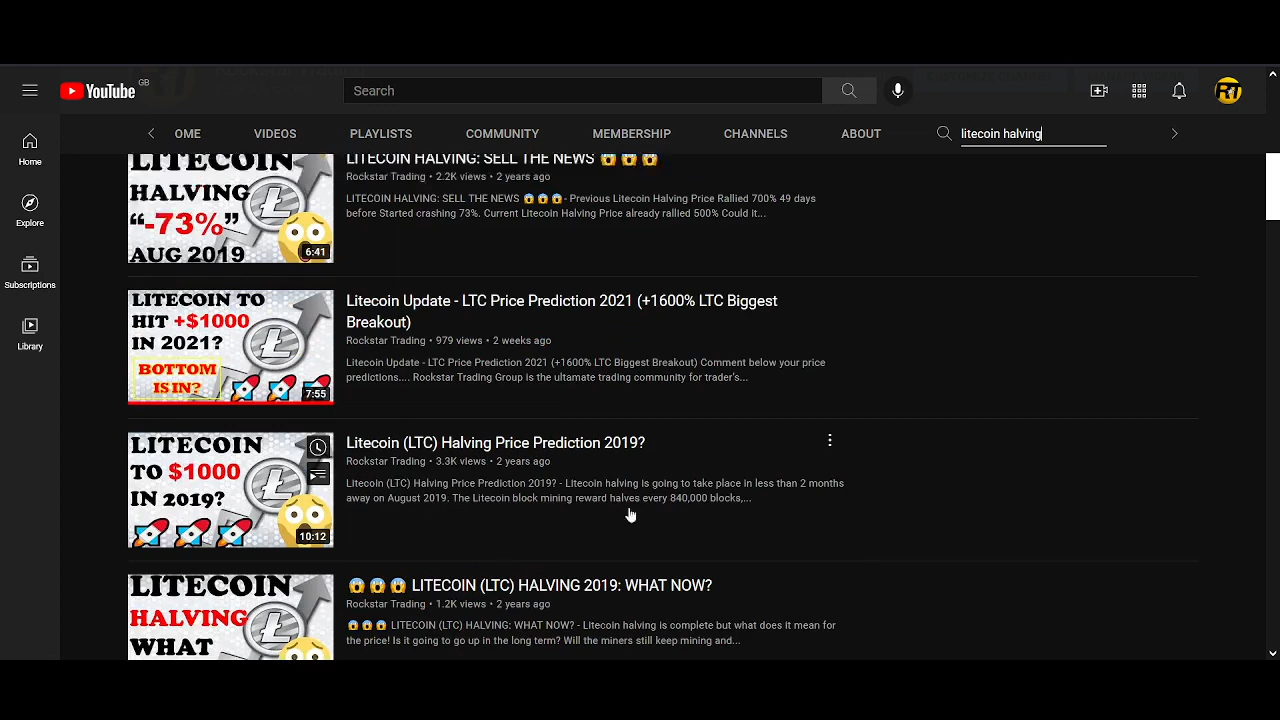 YouTube GB
Search
OME VIDEOS PLAYLISTS COMMUNITY MEMBERSHIP CHANNELS ABOUT litecoin halving
Home
Explore
Subscriptions
Library
LITECOIN
HALVING
“-73%”
AUG 2019
6:41
LITECOIN HALVING: SELL THE NEWS 😱 😱 😱
Rockstar Trading • 2.2K views • 2 years ago
LITECOIN HALVING: SELL THE NEWS 😱 😱 😱- Previous Litecoin Halving Price Rallied 700% 49 days
before Started crashing 73%. Current Litecoin Halving Price already rallied 500% Could it...
LITECOIN TO
HIT +$1000
IN 2021?
BOTTOM
IS IN?
7:55
Litecoin Update - LTC Price Prediction 2021 (+1600% LTC Biggest
Breakout)
Rockstar Trading • 979 views • 2 weeks ago
Litecoin Update - LTC Price Prediction 2021 (+1600% LTC Biggest Breakout) Comment below your price
predictions.... Rockstar Trading Group is the ultamate trading community for trader's...
LITECOIN
TO $1000
IN 2019?
10:12
Litecoin (LTC) Halving Price Prediction 2019?
Rockstar Trading • 3.3K views • 2 years ago
Litecoin (LTC) Halving Price Prediction 2019? - Litecoin halving is going to take place in less than 2 months
away on August 2019. The Litecoin block mining reward halves every 840,000 blocks,...
LITECOIN
HALVING
WHAT
😱 😱 😱 LITECOIN (LTC) HALVING 2019: WHAT NOW?
Rockstar Trading • 1.2K views • 2 years ago
😱 😱 😱 LITECOIN (LTC) HALVING: WHAT NOW? - Litecoin halving is complete but what does it mean for
the price! Is it going to go up in the long term? Will the miners still keep mining and...